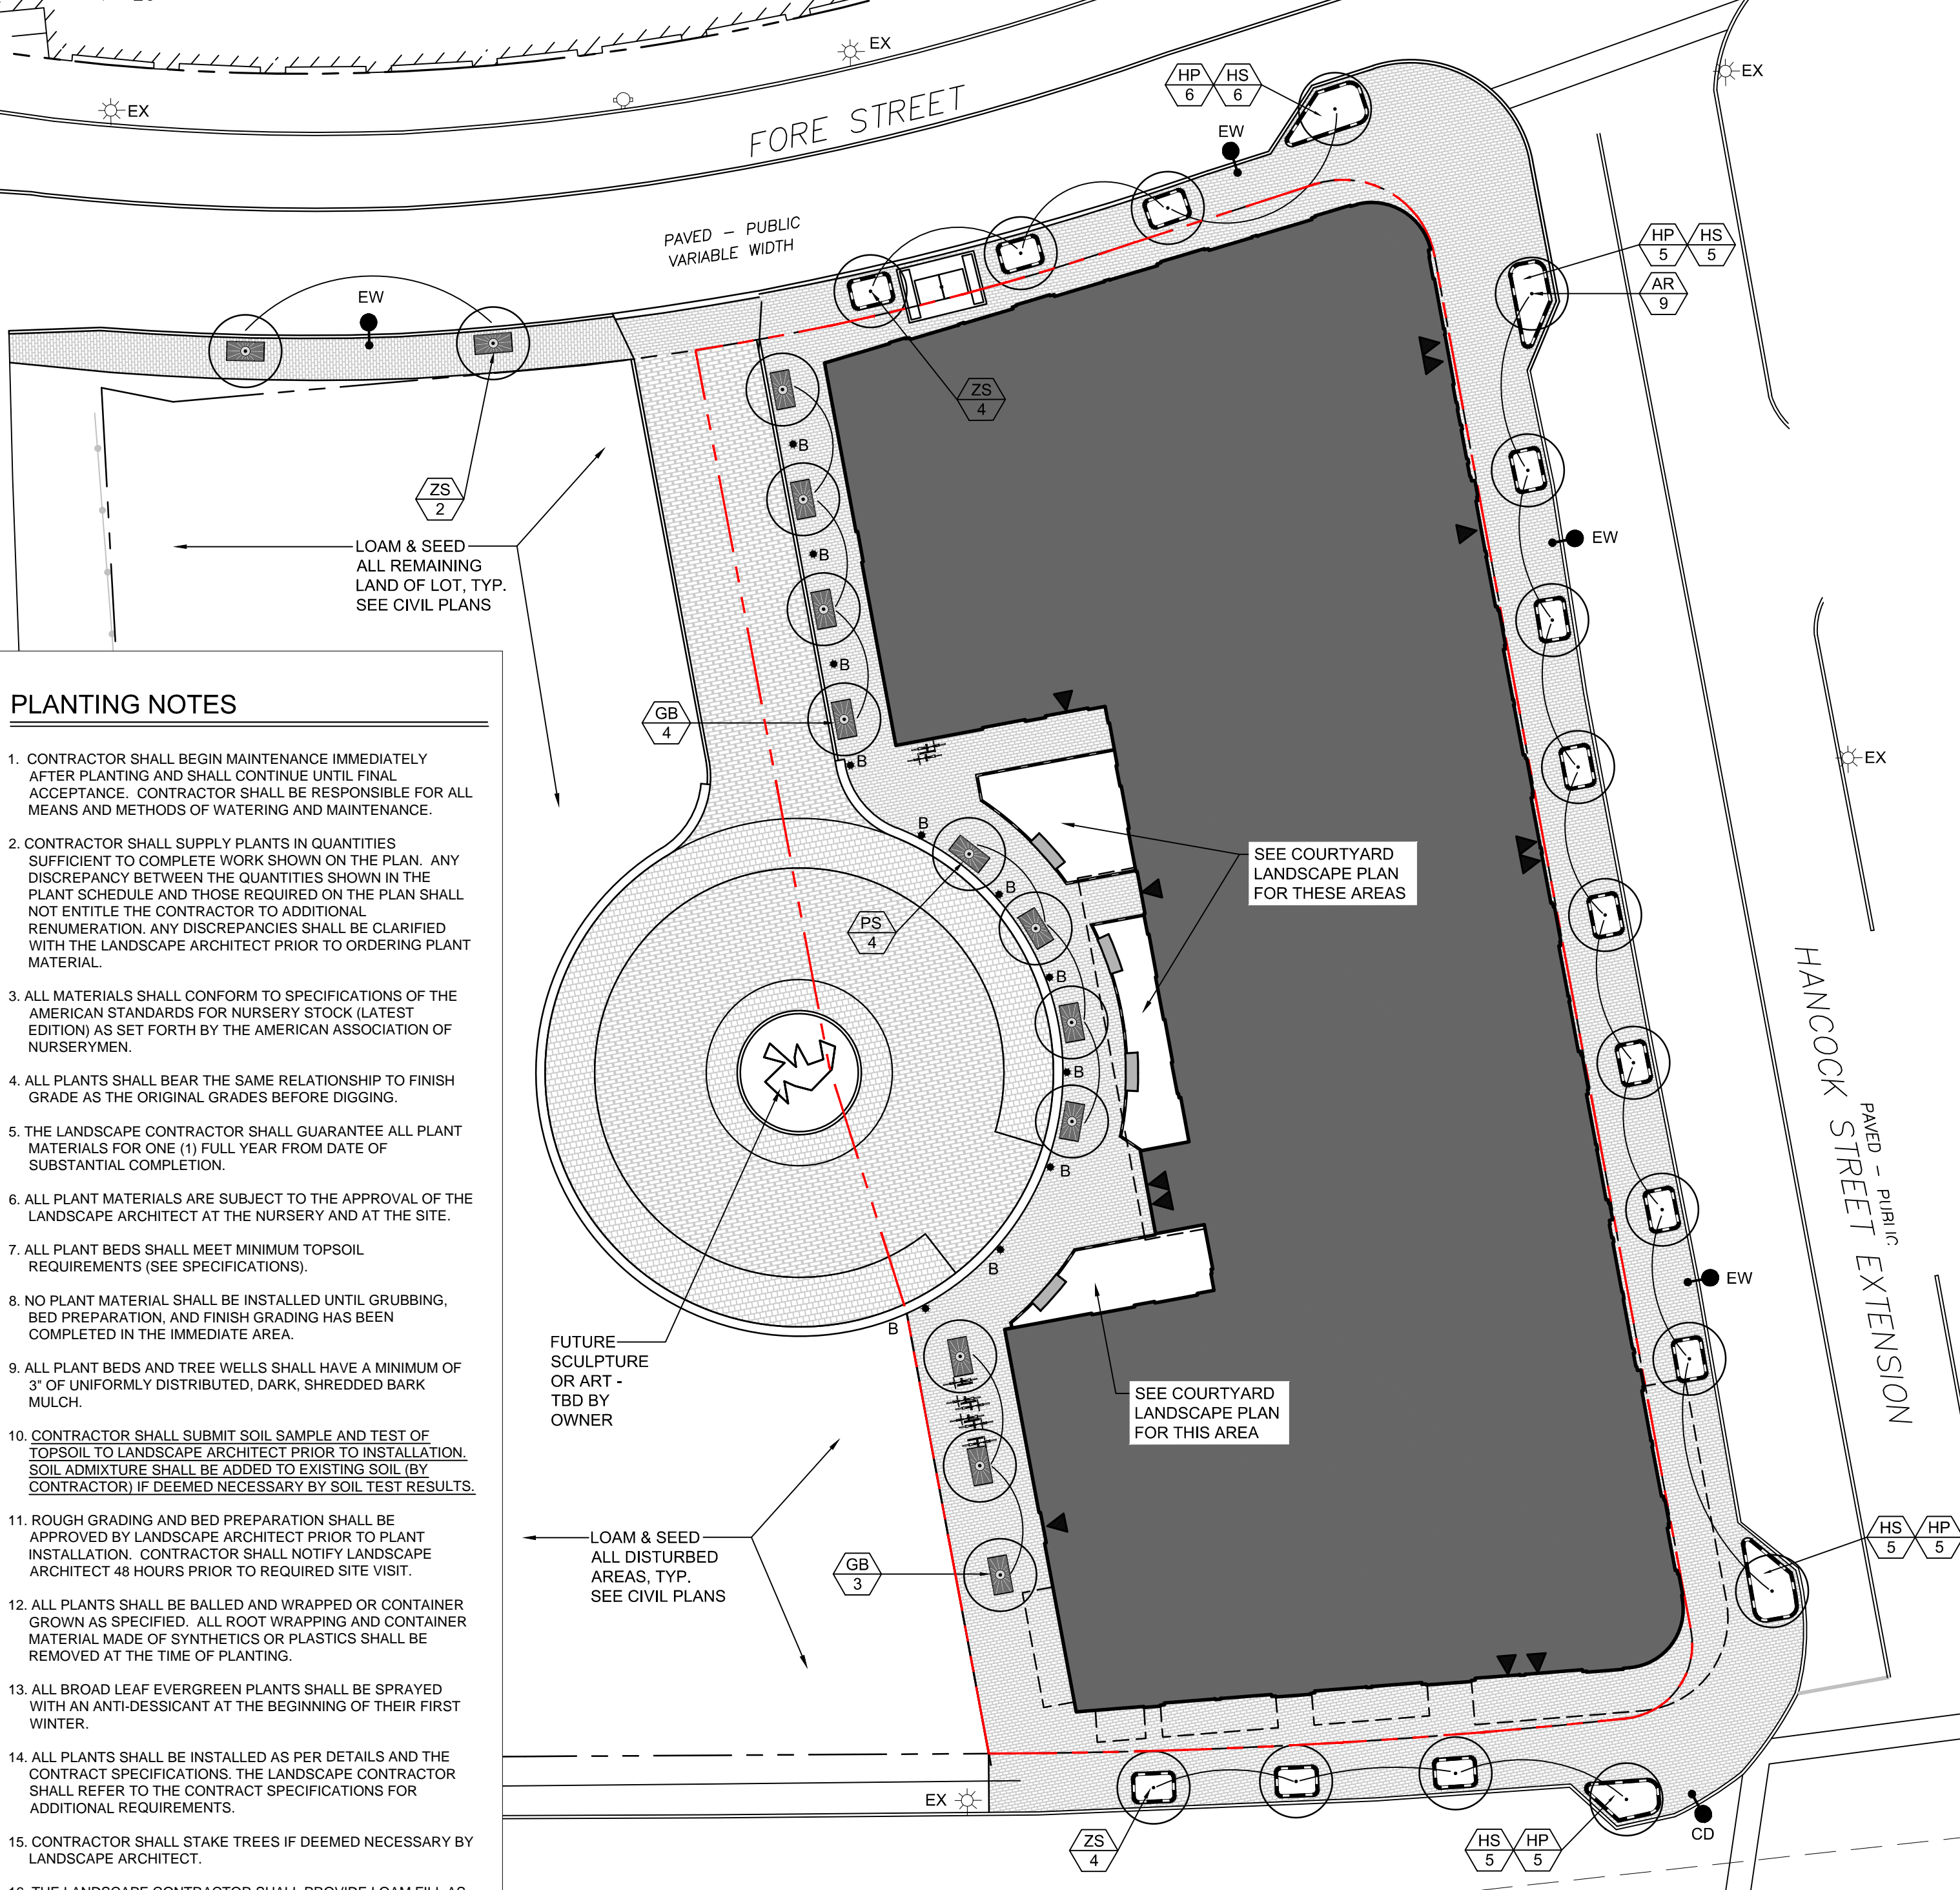 EX
EX
EX
FORE STREET
HP
6
HS
6
EW
PAVED - PUBLIC
VARIABLE WIDTH
EW
HP
5
HS
5
AR
9
ZS
4
B
ZS
2
B
EW
LOAM & SEED
ALL REMAINING
LAND OF LOT, TYP.
SEE CIVIL PLANS
B
GB
4
B
EX
B
SEE COURTYARD
LANDSCAPE PLAN
FOR THESE AREAS
B
PS
4
B
B
B
B
B
HANCOCK STREET EXTENSION
PAVED - PUBLIC
EW
FUTURE
SCULPTURE
OR ART -
TBD BY
OWNER
SEE COURTYARD
LANDSCAPE PLAN
FOR THIS AREA
LOAM & SEED
ALL DISTURBED
AREAS, TYP.
SEE CIVIL PLANS
GB
3
HS
5
HP
5
EX
ZS
4
HS
5
HP
5
CD
PLANTING NOTES
1. CONTRACTOR SHALL BEGIN MAINTENANCE IMMEDIATELY
AFTER PLANTING AND SHALL CONTINUE UNTIL FINAL
ACCEPTANCE. CONTRACTOR SHALL BE RESPONSIBLE FOR ALL
MEANS AND METHODS OF WATERING AND MAINTENANCE.
2. CONTRACTOR SHALL SUPPLY PLANTS IN QUANTITIES
SUFFICIENT TO COMPLETE WORK SHOWN ON THE PLAN. ANY
DISCREPANCY BETWEEN THE QUANTITIES SHOWN IN THE
PLANT SCHEDULE AND THOSE REQUIRED ON THE PLAN SHALL
NOT ENTITLE THE CONTRACTOR TO ADDITIONAL
RENUMERATION. ANY DISCREPANCIES SHALL BE CLARIFIED
WITH THE LANDSCAPE ARCHITECT PRIOR TO ORDERING PLANT
MATERIAL.
3. ALL MATERIALS SHALL CONFORM TO SPECIFICATIONS OF THE
AMERICAN STANDARDS FOR NURSERY STOCK (LATEST
EDITION) AS SET FORTH BY THE AMERICAN ASSOCIATION OF
NURSERYMEN.
4. ALL PLANTS SHALL BEAR THE SAME RELATIONSHIP TO FINISH
GRADE AS THE ORIGINAL GRADES BEFORE DIGGING.
5. THE LANDSCAPE CONTRACTOR SHALL GUARANTEE ALL PLANT
MATERIALS FOR ONE (1) FULL YEAR FROM DATE OF
SUBSTANTIAL COMPLETION.
6. ALL PLANT MATERIALS ARE SUBJECT TO THE APPROVAL OF THE
LANDSCAPE ARCHITECT AT THE NURSERY AND AT THE SITE.
7. ALL PLANT BEDS SHALL MEET MINIMUM TOPSOIL
REQUIREMENTS (SEE SPECIFICATIONS).
8. NO PLANT MATERIAL SHALL BE INSTALLED UNTIL GRUBBING,
BED PREPARATION, AND FINISH GRADING HAS BEEN
COMPLETED IN THE IMMEDIATE AREA.
9. ALL PLANT BEDS AND TREE WELLS SHALL HAVE A MINIMUM OF
3" OF UNIFORMLY DISTRIBUTED, DARK, SHREDDED BARK
MULCH.
10. CONTRACTOR SHALL SUBMIT SOIL SAMPLE AND TEST OF
TOPSOIL TO LANDSCAPE ARCHITECT PRIOR TO INSTALLATION.
SOIL ADMIXTURE SHALL BE ADDED TO EXISTING SOIL (BY
CONTRACTOR) IF DEEMED NECESSARY BY SOIL TEST RESULTS.
11. ROUGH GRADING AND BED PREPARATION SHALL BE
APPROVED BY LANDSCAPE ARCHITECT PRIOR TO PLANT
INSTALLATION. CONTRACTOR SHALL NOTIFY LANDSCAPE
ARCHITECT 48 HOURS PRIOR TO REQUIRED SITE VISIT.
12. ALL PLANTS SHALL BE BALLED AND WRAPPED OR CONTAINER
GROWN AS SPECIFIED. ALL ROOT WRAPPING AND CONTAINER
MATERIAL MADE OF SYNTHETICS OR PLASTICS SHALL BE
REMOVED AT THE TIME OF PLANTING.
13. ALL BROAD LEAF EVERGREEN PLANTS SHALL BE SPRAYED
WITH AN ANTI-DESSICANT AT THE BEGINNING OF THEIR FIRST
WINTER.
14. ALL PLANTS SHALL BE INSTALLED AS PER DETAILS AND THE
CONTRACT SPECIFICATIONS. THE LANDSCAPE CONTRACTOR
SHALL REFER TO THE CONTRACT SPECIFICATIONS FOR
ADDITIONAL REQUIREMENTS.
15. CONTRACTOR SHALL STAKE TREES IF DEEMED NECESSARY BY
LANDSCAPE ARCHITECT.
16. THE LANDSCAPE CONTRACTOR SHALL PROVIDE LOAM FILL AS